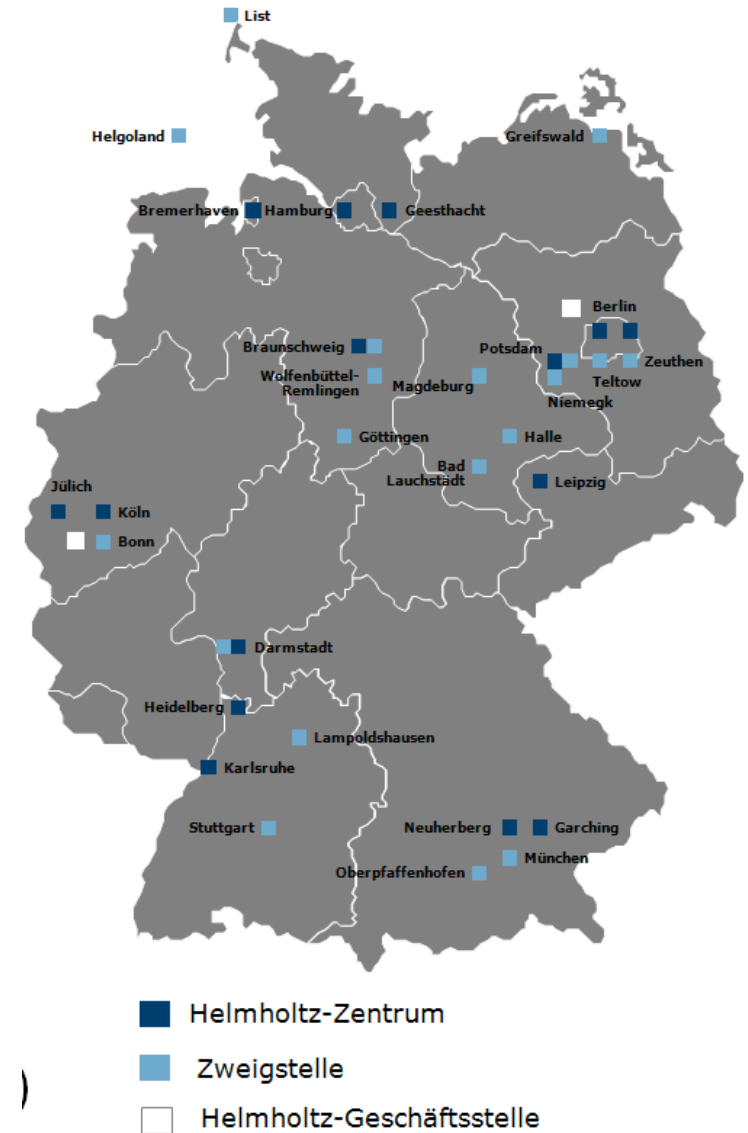 List
Helgoland
Greifswald
Bremerhaven
Hamburg
Geesthacht
Berlin
Braunschweig
Potsdam
Zeuthen
Wolfenbüttel-
Remlingen
Magdeburg
Teltow
Niemegk
Göttingen
Halle
Bad
Lauchstädt
Leipzig
Jülich
Köln
Bonn
Darmstadt
Heidelberg
Lampoldshausen
Karlsruhe
Stuttgart
Neuherberg
Garching
München
Oberpfaffenhofen
Helmholtz-Zentrum
Zweigstelle
)
Helmholtz-Geschäftsstelle